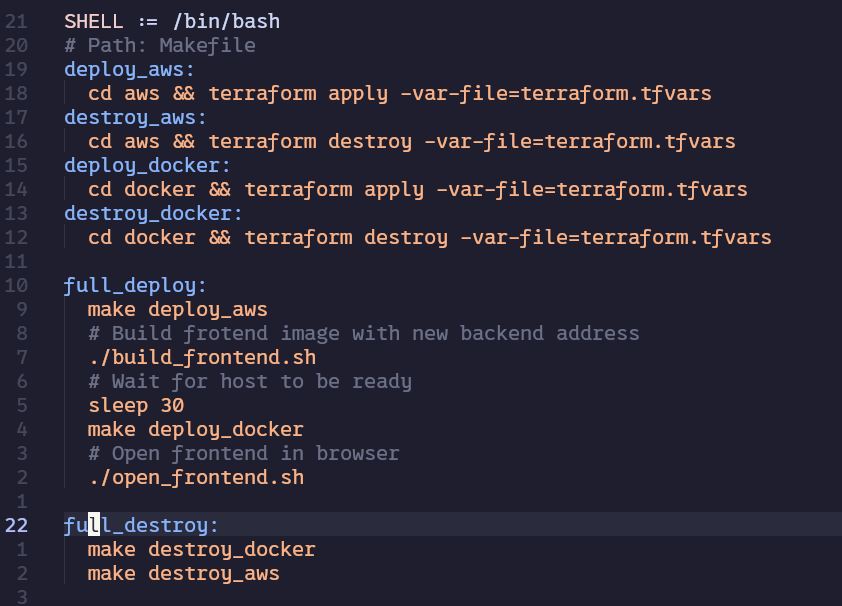 21 SHELL := /bin/bash
20 # Path: Makefile
19 deploy_aws:
18 cd aws && terraform apply -var-file=terraform.tfvars
17 destroy_aws:
16 cd aws && terraform destroy -var-file=terraform.tfvars
15 deploy_docker:
14 cd docker && terraform apply -var-file=terraform.tfvars
13 destroy_docker:
12 cd docker && terraform destroy -var-file=terraform.tfvars
11
10 full_deploy:
9 make deploy_aws
8 # Build frotend image with new backend address
7 ./build_frontend.sh
6 # Wait for host to be ready
5 sleep 30
4 make deploy_docker
3 # Open frontend in browser
2 ./open_frontend.sh
1
22 full_destroy:
1 make destroy_docker
2 make destroy_aws
3